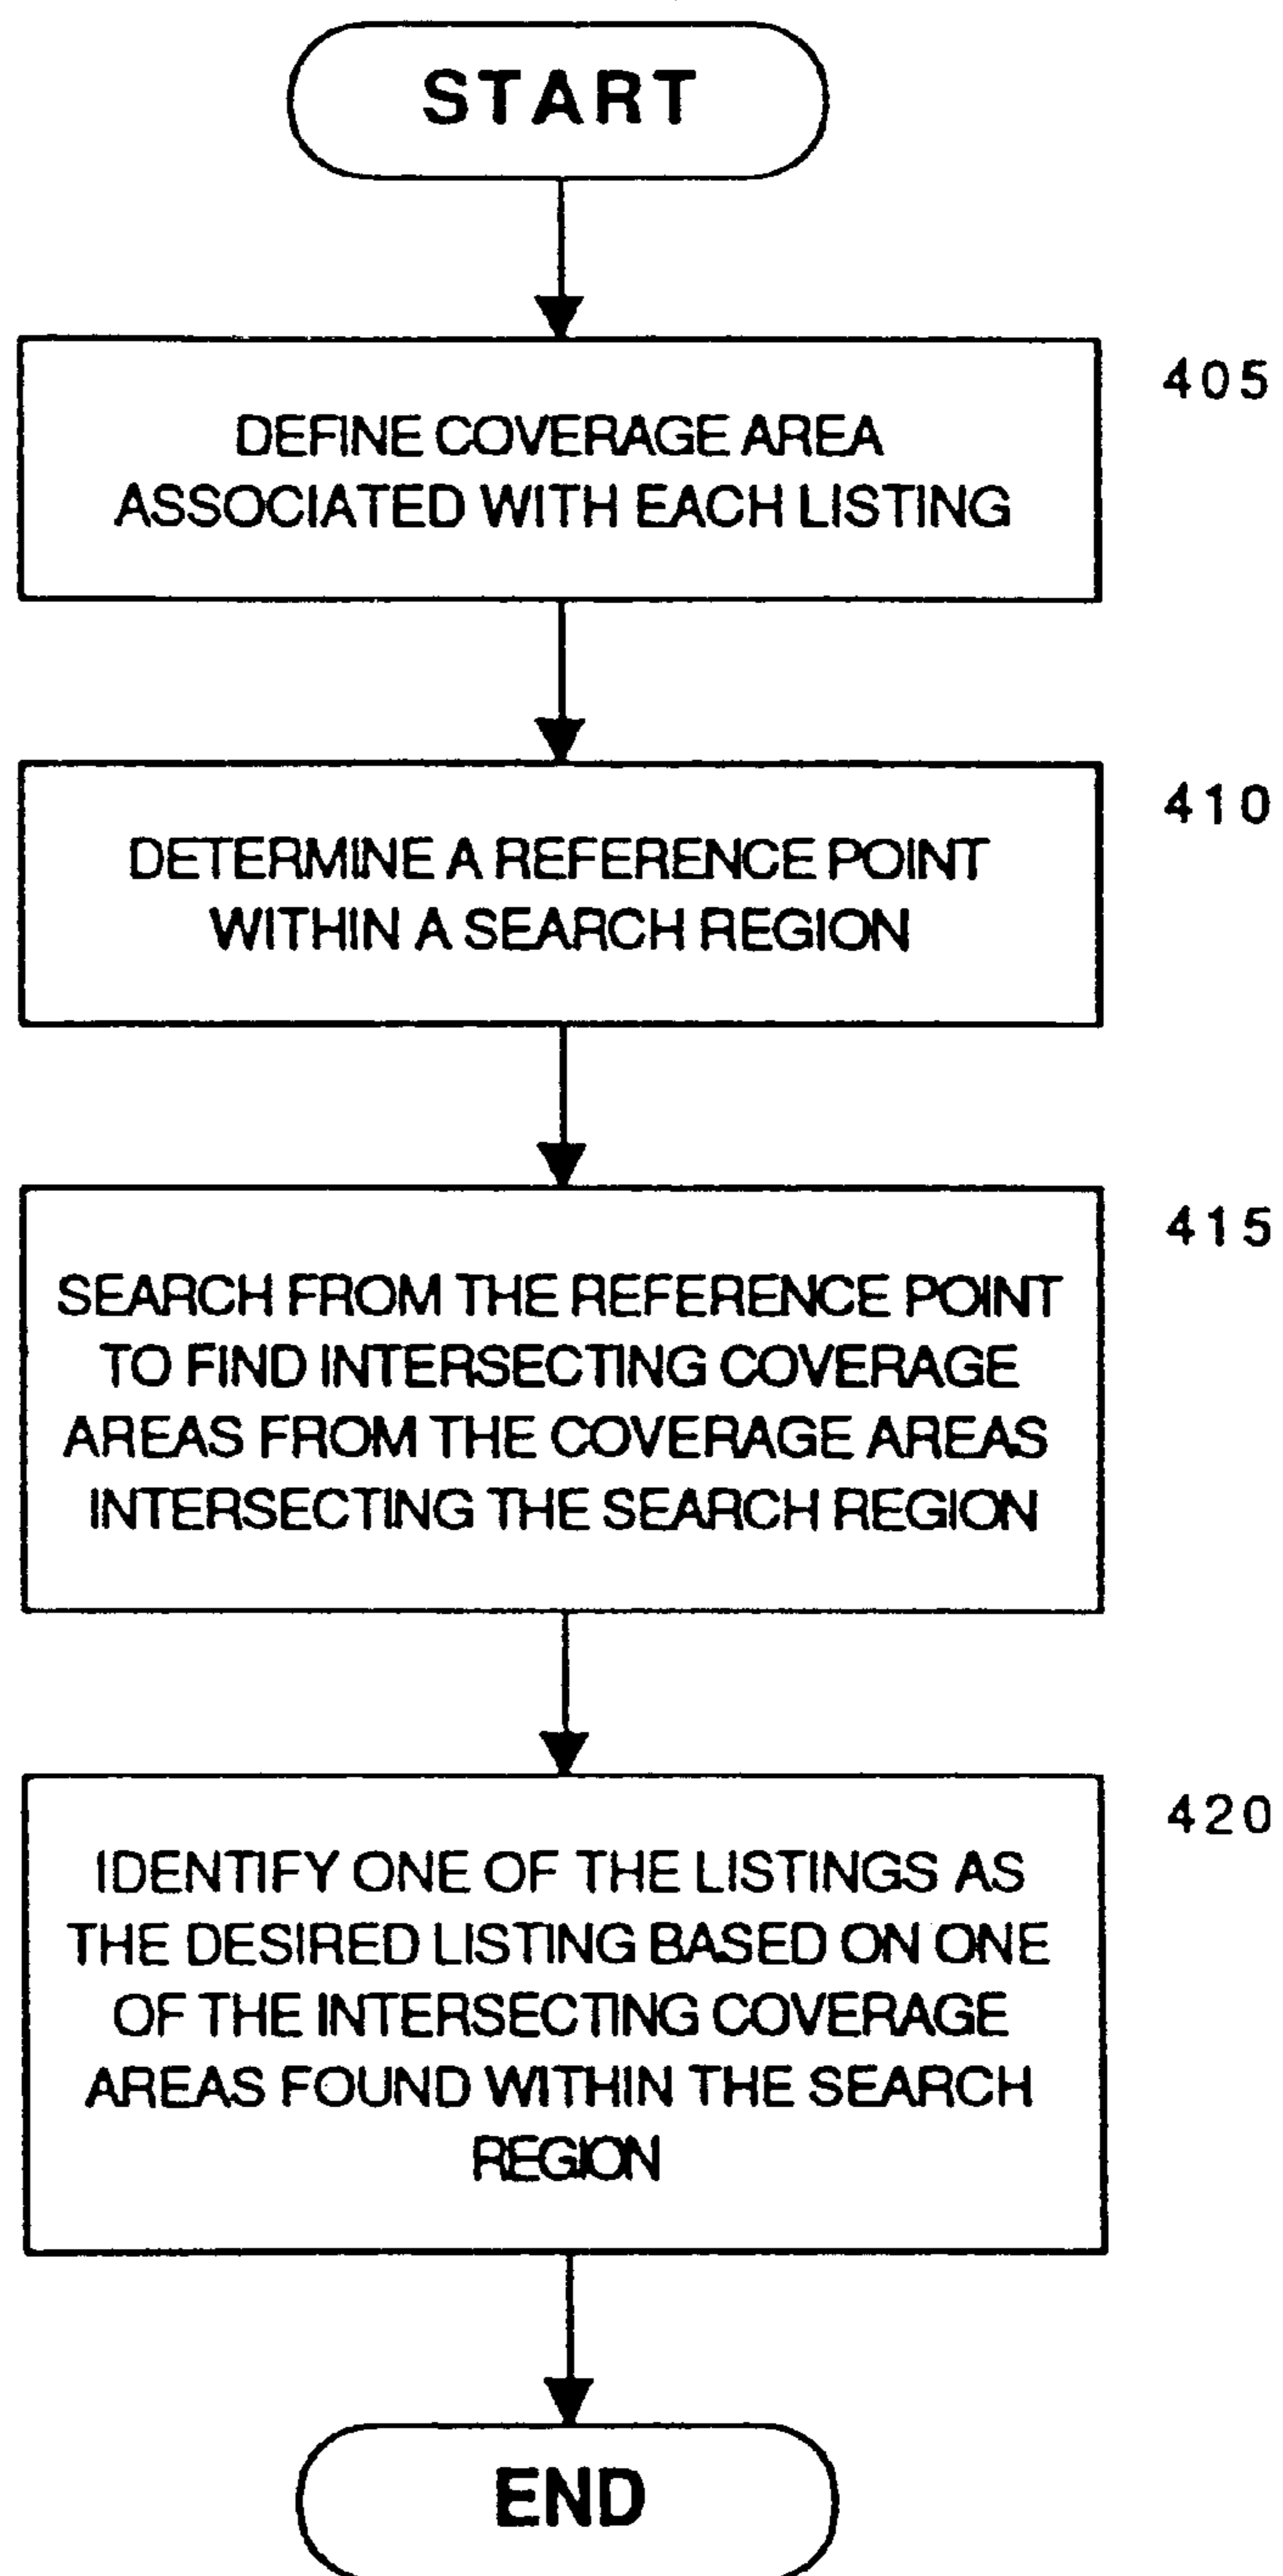 START
405
DEFINE COVERAGE AREA
ASSOCIATED WITH EACH LISTING
410
DETERMINE A REFERENCE POINT
WITHIN A SEARCH REGION
415
SEARCH FROM THE REFERENCE POINT
TO FIND INTERSECTING COVERAGE
AREAS FROM THE COVERAGE AREAS
INTERSECTING THE SEARCH REGION
420
IDENTIFY ONE OF THE LISTINGS AS
THE DESIRED LISTING BASED ON ONE
OF THE INTERSECTING COVERAGE
AREAS FOUND WITHIN THE SEARCH
REGION
END